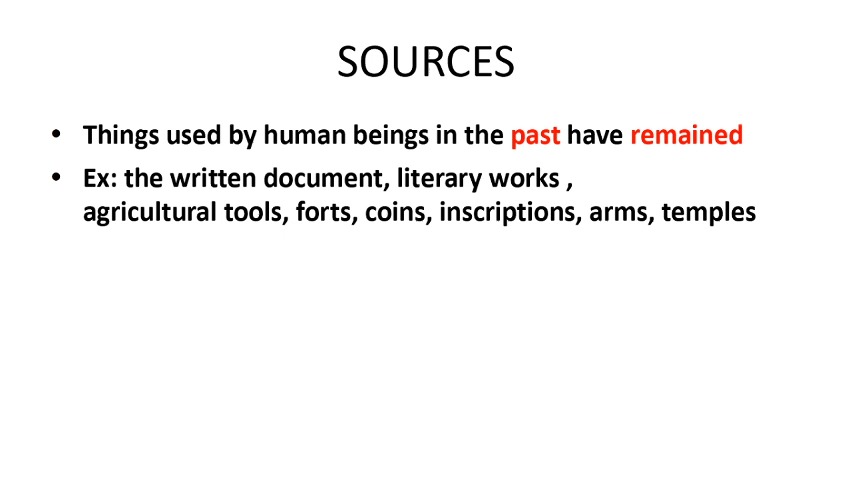 SOURCES
• Things used by human beings in the past have remained
• Ex: the written document, literary works ,
agricultural tools, forts, coins, inscriptions, arms, temples